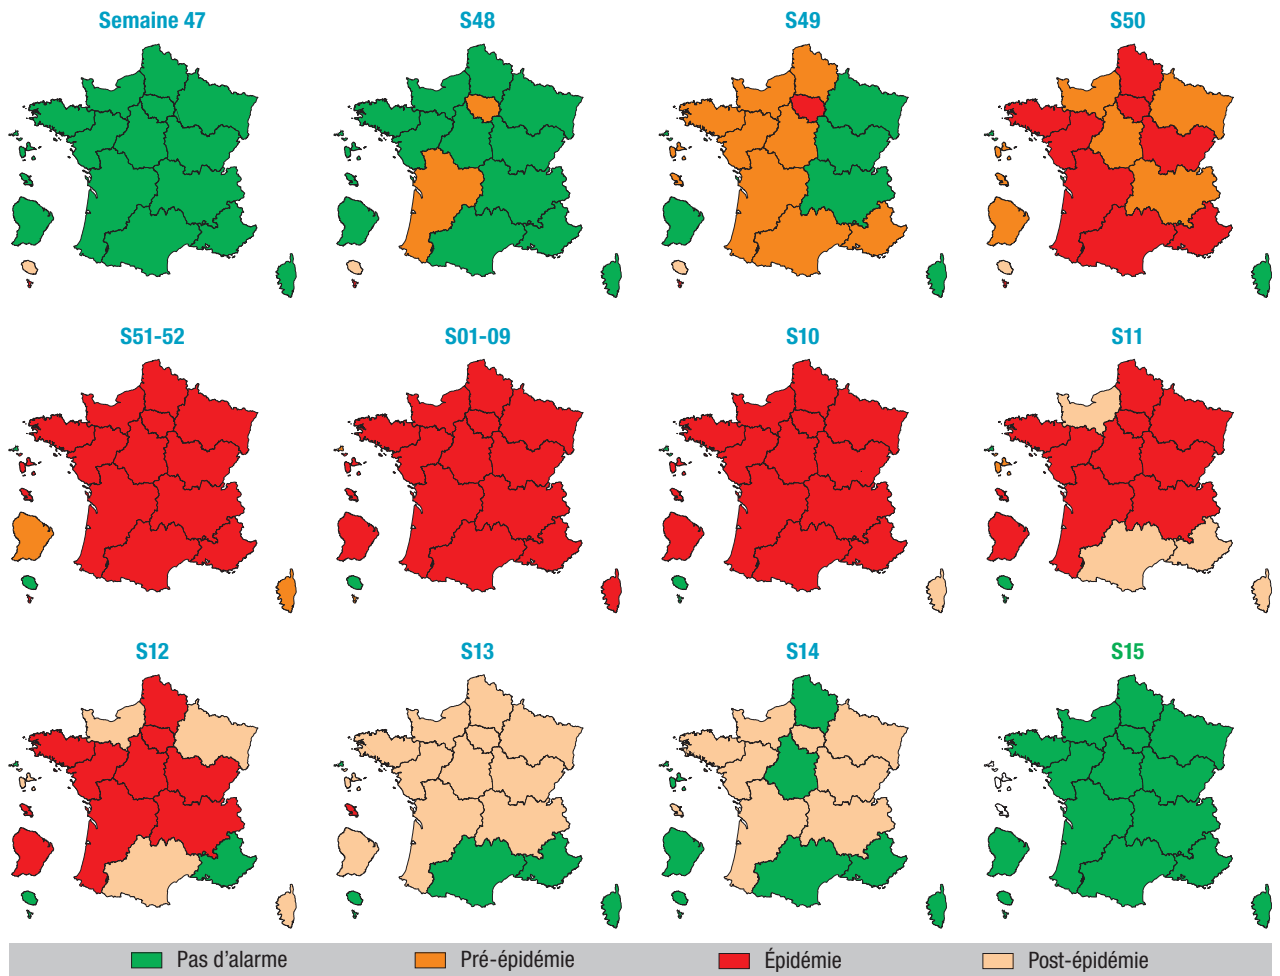 Semaine 47
S48
S49
S50
S51-52
S01-09
S10
S11
S12
S13
S14
S15
Pas d'alarme
Pré-épidémie
Épidémie
Post-épidémie